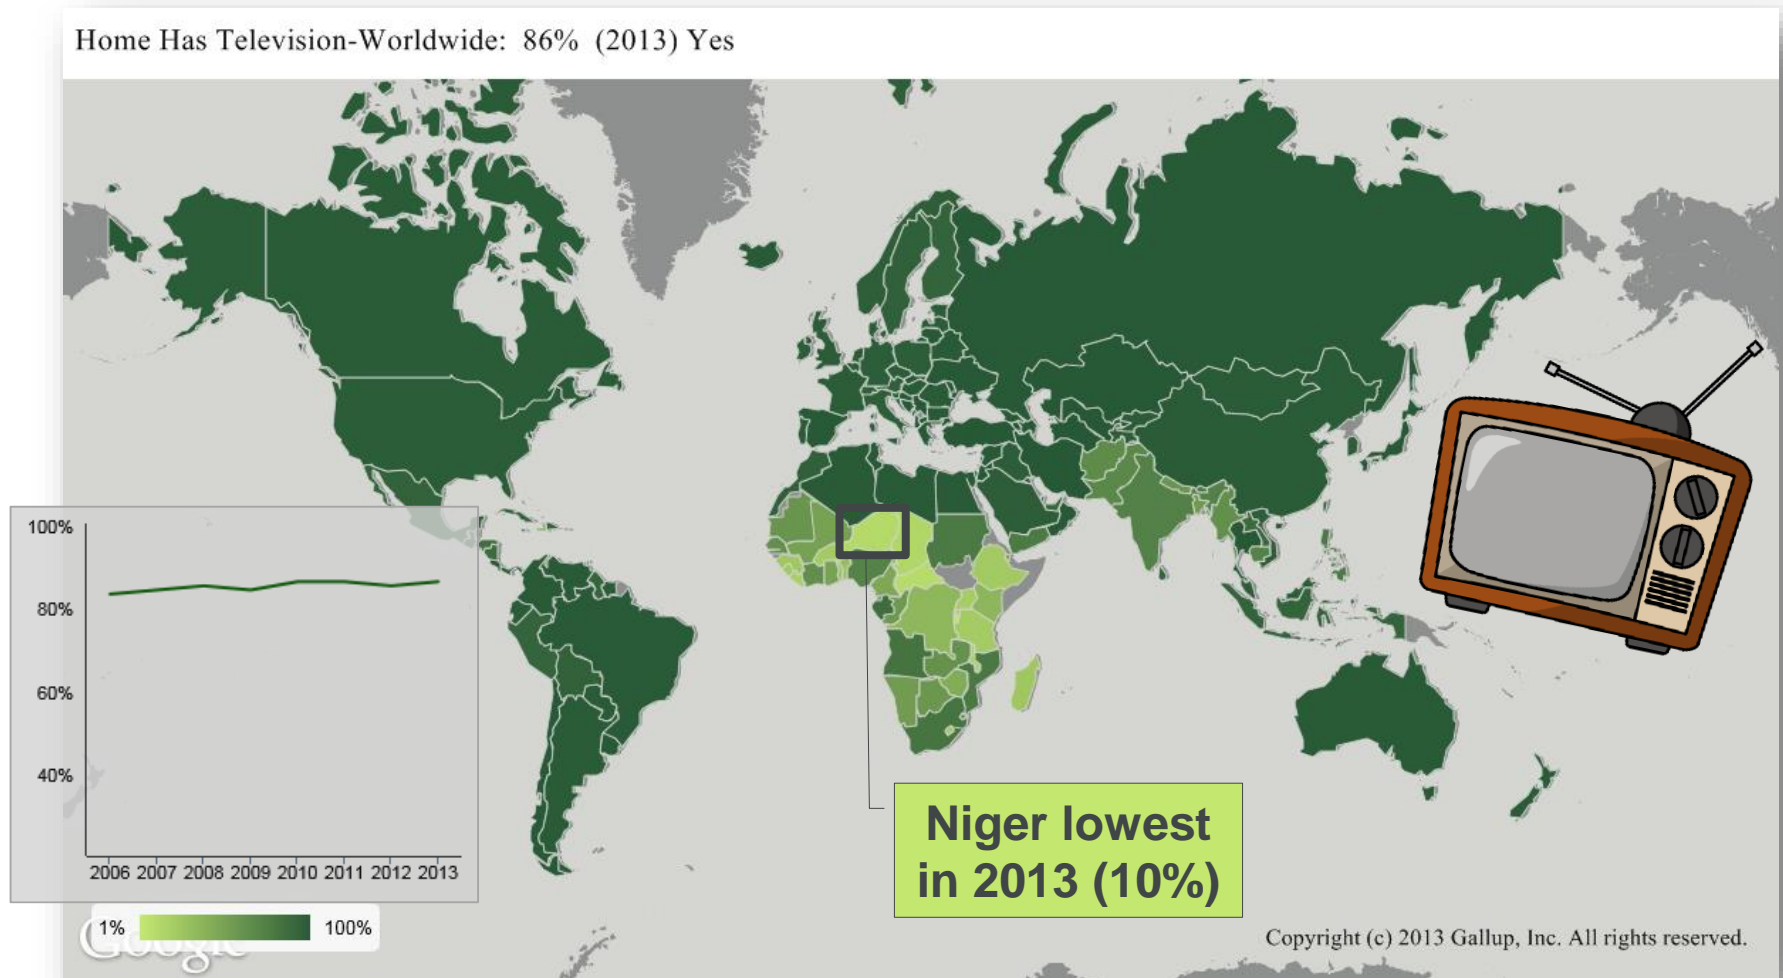 Home Has Television-Worldwide: 86% (2013) Yes
100%
80%
60%
40%
2006 2007 2008 2009 2010 2011 2012 2013
Niger lowest
in 2013 (10%)
1% 100%
Google
Copyright (c) 2013 Gallup, Inc. All rights reserved.